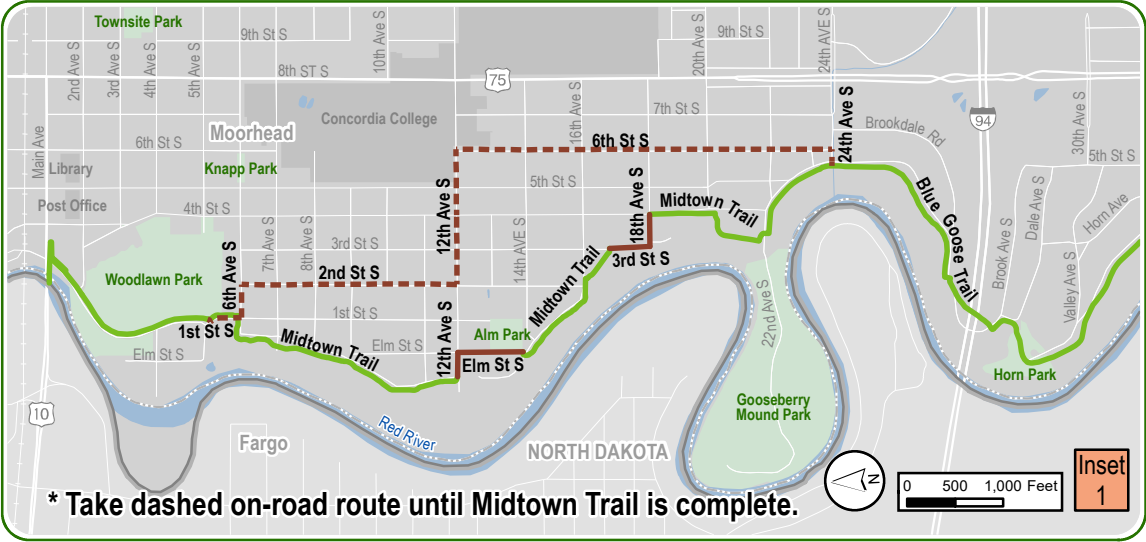 Townsite Park
9th St S
9th St S
2nd Ave S
3rd Ave S
4th Ave S
5th Ave S
10th Ave S
20th Ave S
24th AVE S
8th ST S
75
7th St S
16th Ave S
Concordia College
Moorhead
Main Ave
6th St S
6th St S
24th Ave S
Brookdale Rd
94
30th Ave S
5th St S
Library
Knapp Park
5th St S
Post Office
4th St S
12th Ave S
18th Ave S
Midtown Trail
Blue Goose Trail
Dale Ave S
Horn Ave
Brook Ave S
Valley Ave S
6th Ave S
7th Ave S
8th Ave S
3rd St S
14th AVE S
3rd St S
2nd St S
Woodlawn Park
Midtown Trail
22nd Ave S
1st St S
1st St S
Midtown Trail
12th Ave S
Alm Park
Elm St S
Elm St S
Elm St S
Horn Park
Gooseberry
Mound Park
10
Fargo
Red River
NORTH DAKOTA
N
0 500 1,000 Feet
Inset
1
* Take dashed on-road route until Midtown Trail is complete.